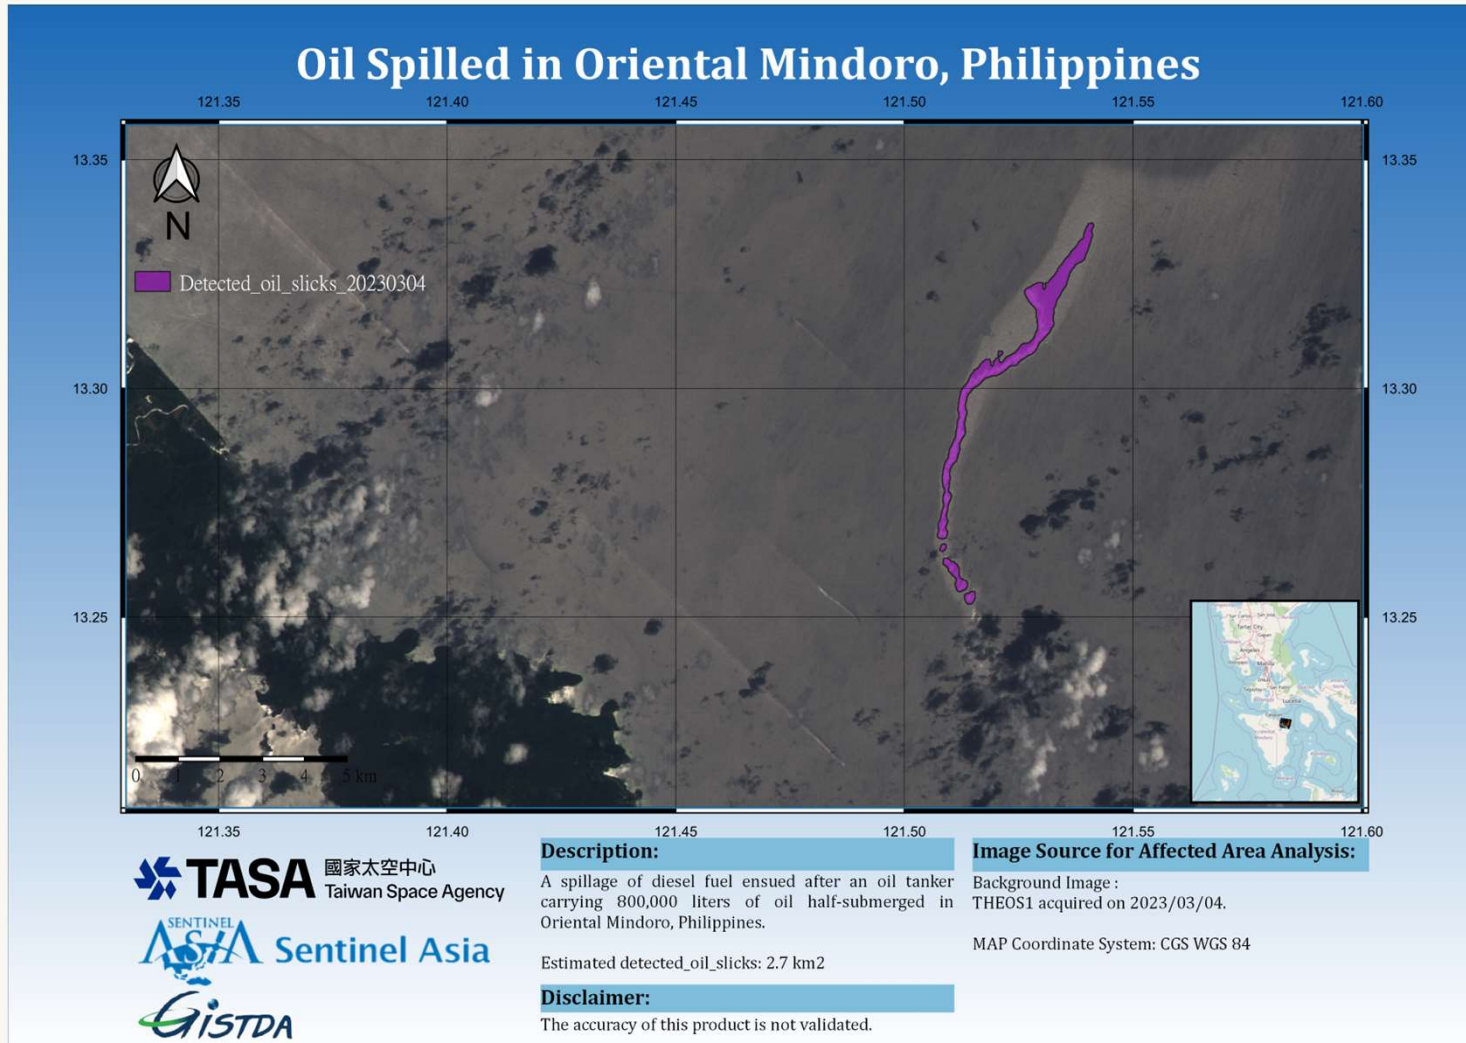 Oil Spilled in Oriental Mindoro, Philippines
121.35 121.40 121.45 121.50 121.55 121.60
13.35 13.35
N
Detected_oil_slicks_20230304
13.30 13.30
13.25 13.25
0 1 2 3 4 5 km
121.35 121.40 121.45 121.50 121.55 121.60
TASA 國家太空中心
Taiwan Space Agency
SENTINEL
ASIA Sentinel Asia
GISTDA
Description:
A spillage of diesel fuel ensued after an oil tanker
carrying 800,000 liters of oil half-submerged in
Oriental Mindoro, Philippines.
Estimated detected_oil_slicks: 2.7 km2
Disclaimer:
The accuracy of this product is not validated.
Image Source for Affected Area Analysis:
Background Image :
THEOS1 acquired on 2023/03/04.
MAP Coordinate System: CGS WGS 84